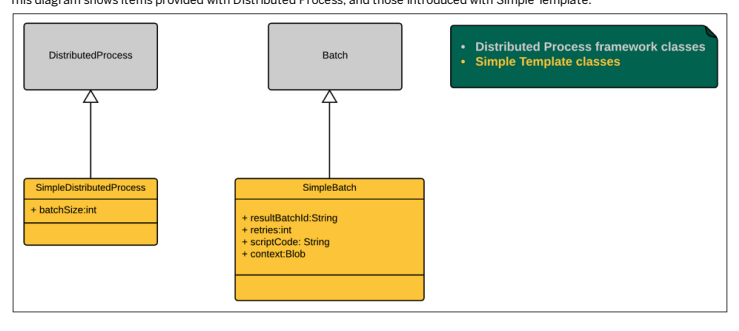 This diagram shows items provided with Distributed Process, and those introduced with Simple Template:
DistributedProcess
Batch
• Distributed Process framework classes
• Simple Template classes
SimpleDistributedProcess
+ batchSize:int
SimpleBatch
+ resultBatchId:String
+ retries:int
+ scriptCode: String
+ context:Blob